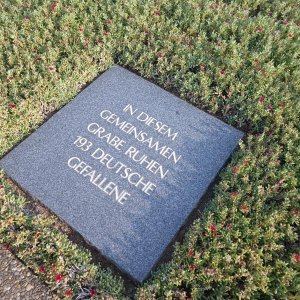 IN DIESEM
GEMEINSAMEN
GRABE RUHEN
193 DEUTSCHE
GEFALLENE